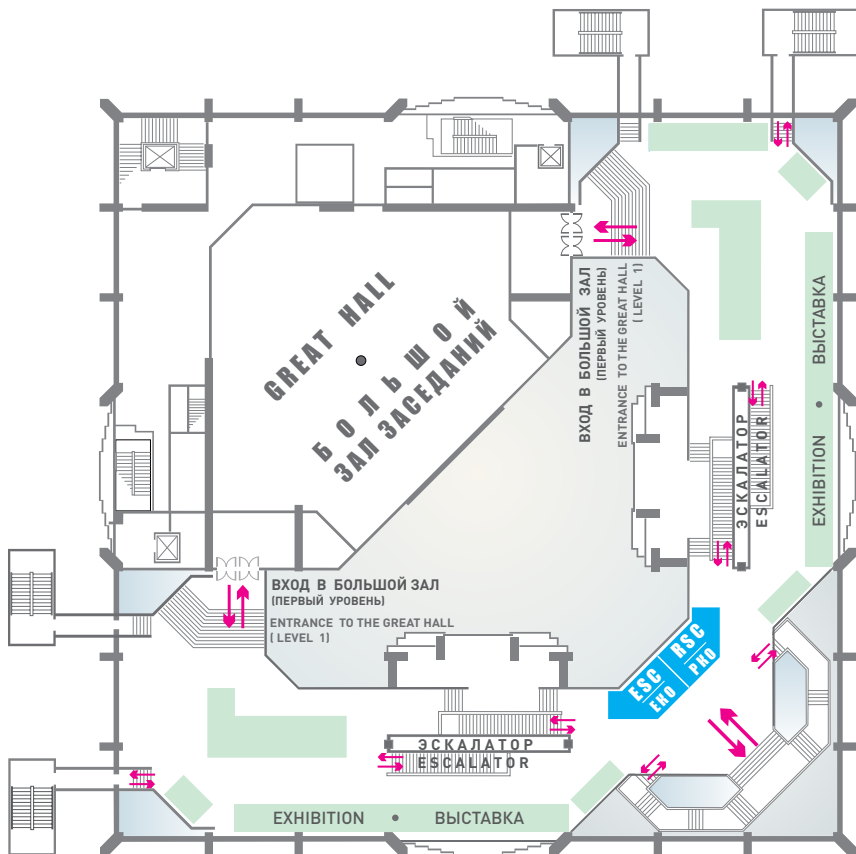 GREAT HALL
БОЛЬШОЙ
ЗАЛ ЗАСЕДАНИЙ
ВХОД В БОЛЬШОЙ ЗАЛ
(ПЕРВЫЙ УРОВЕНЬ)
ENTRANCE TO THE GREAT HALL
( LEVEL 1)
ЭСКАЛАТОР
ESCALATOR
EXHIBITION • ВЫСТАВКА
ВХОД В БОЛЬШОЙ ЗАЛ
(ПЕРВЫЙ УРОВЕНЬ)
ENTRANCE TO THE GREAT HALL
( LEVEL 1)
ESC
ЕКО
RSC
РКО
ЭСКАЛАТОР
ESCALATOR
EXHIBITION • ВЫСТАВКА